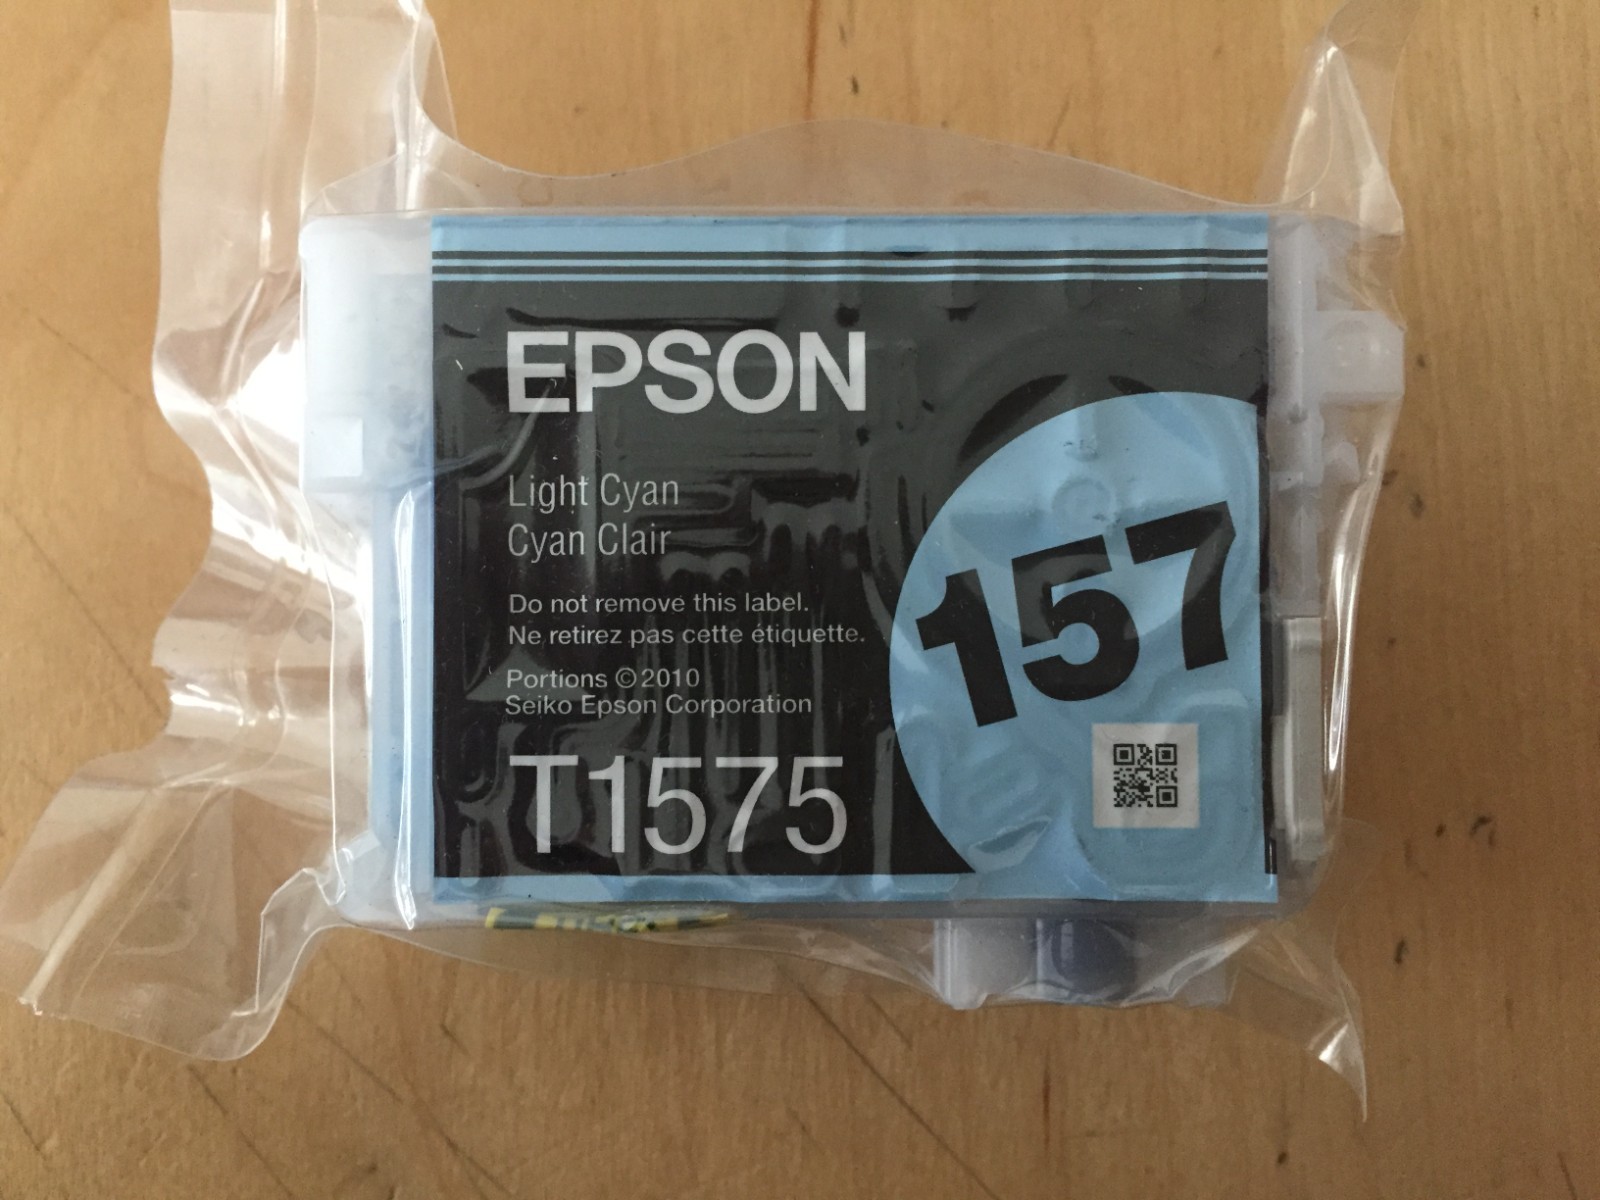 EPSON
Light Cyan
Cyan Clair
Do not remove this label.
Ne retirez pas cette étiquette.
Portions ©2010
Seiko Epson Corporation
T1575
157